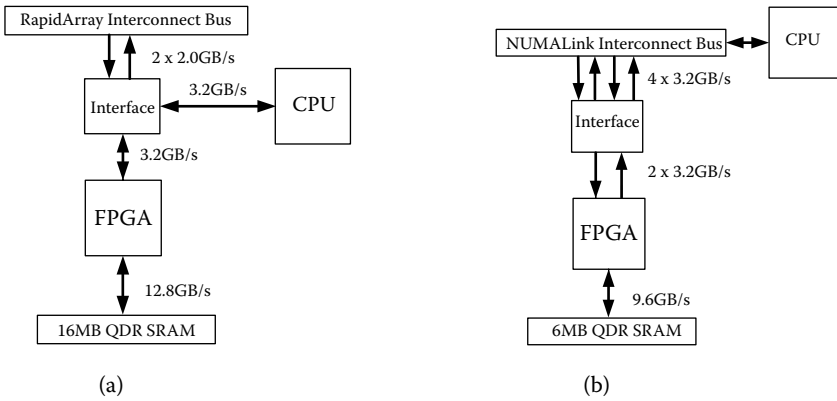 RapidArray Interconnect Bus
2 x 2.0GB/s
Interface
3.2GB/s
CPU
3.2GB/s
FPGA
12.8GB/s
16MB QDR SRAM
(a)
NUMALink Interconnect Bus
CPU
4 x 3.2GB/s
Interface
2 x 3.2GB/s
FPGA
9.6GB/s
6MB QDR SRAM
(b)